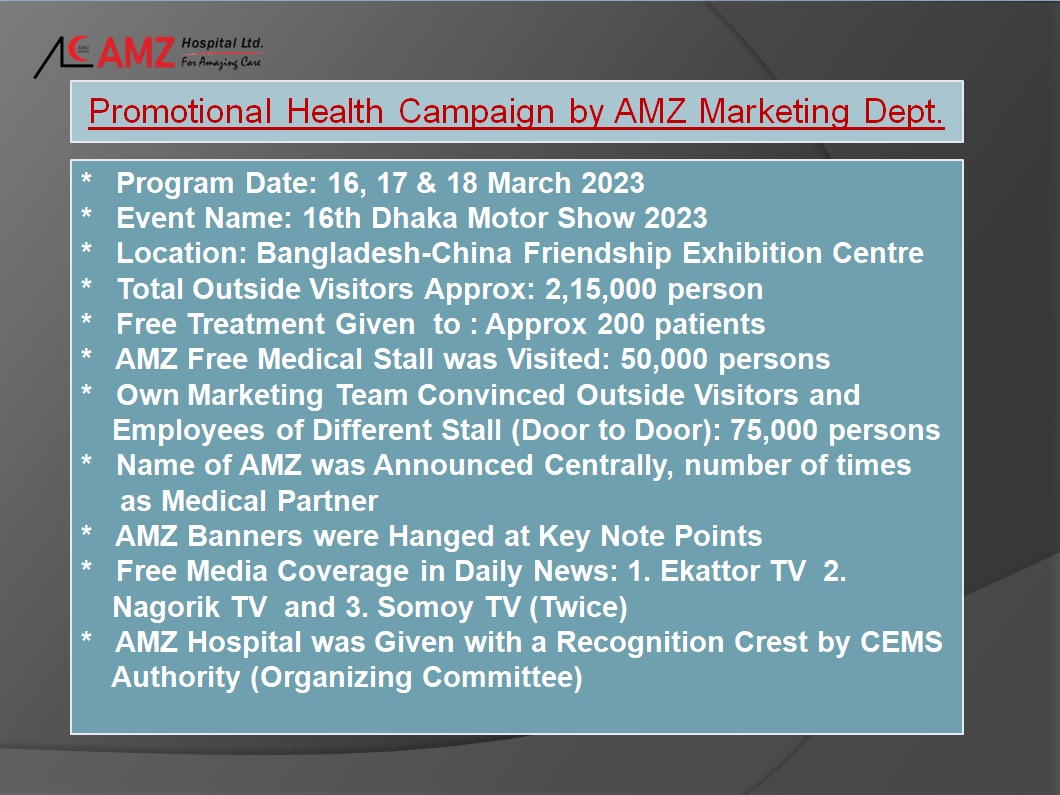 AMZ Hospital Ltd.
For Amazing Care
Promotional Health Campaign by AMZ Marketing Dept.
* Program Date: 16, 17 & 18 March 2023
* Event Name: 16th Dhaka Motor Show 2023
* Location: Bangladesh-China Friendship Exhibition Centre
* Total Outside Visitors Approx: 2,15,000 person
* Free Treatment Given to : Approx 200 patients
* AMZ Free Medical Stall was Visited: 50,000 persons
* Own Marketing Team Convinced Outside Visitors and
Employees of Different Stall (Door to Door): 75,000 persons
* Name of AMZ was Announced Centrally, number of times
as Medical Partner
* AMZ Banners were Hanged at Key Note Points
* Free Media Coverage in Daily News: 1. Ekattor TV 2.
Nagorik TV and 3. Somoy TV (Twice)
* AMZ Hospital was Given with a Recognition Crest by CEMS
Authority (Organizing Committee)